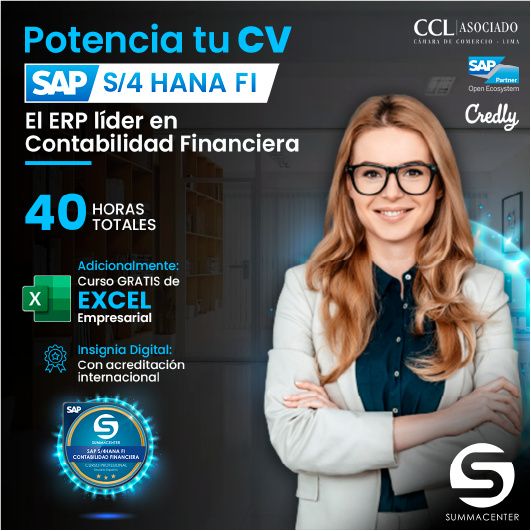 Potencia tu CV
CCL ASOCIADO
CÁMARA DE COMERCIO - LIMA
SAP S/4 HANA FI
SAP Partner
Open Ecosystem
El ERP líder en
Contabilidad Financiera
Credly
40 HORAS
TOTALES
Adicionalmente:
Curso GRATIS de
X EXCEL
Empresarial
Insignia Digital:
Con acreditación
internacional
SAP
S
SUMMACENTER
SAP S/4HANA FI
CONTABILIDAD FINANCIERA
CURSO PROFESIONAL
S
SUMMACENTER